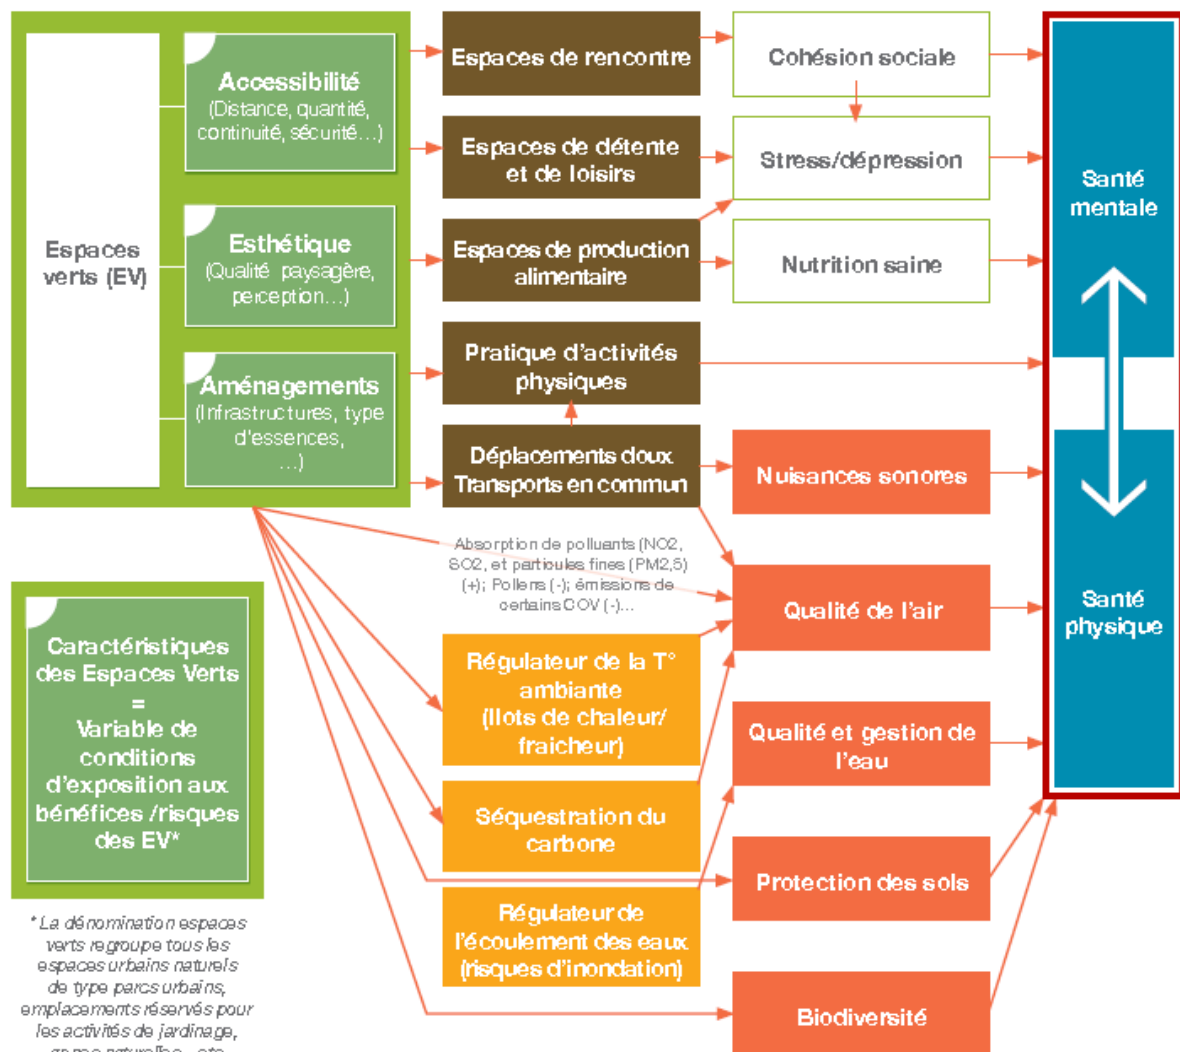 Espaces
verts (EV)
Accessibilité
(Distance, quantité,
continuité, sécurité...)
Esthétique
(Qualité paysagère,
perception...)
Aménagements
(Infrastructures, type
d'essences,
...)
Espaces de rencontre
Espaces de détente
et de loisirs
Espaces de production
alimentaire
Pratique d'activités
physiques
Déplacements doux
Transports en commun
Cohésion sociale
Stress/dépression
Nutrition saine
Nuisances sonores
Absorption de polluants (NO2,
SO2, et particules fines (PM2,5)
(+); Pollens (-); émissions de
certains COV (-)...
Qualité de l'air
Régulateur de la T°
ambiante
(Ilots de chaleur/
fraicheur)
Qualité et gestion de
l'eau
Séquestration du
carbone
Protection des sols
Régulateur de
l'écoulement des eaux
(risques d'inondation)
Biodiversité
Santé
mentale
Santé
physique
Caractéristiques
des Espaces Verts
=
Variable de
conditions
d'exposition aux
bénéfices /risques
des EV*
* La dénomination espaces
verts regroupe tous les
espaces urbains naturels
de type parcs urbains,
emplacements réservés pour
les activités de jardinage,